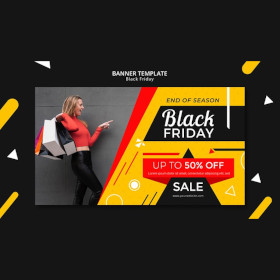 BANNER TEMPLATE
Black Friday
END OF SEASON
Black
FRIDAY
UP TO 50% OFF
SALE